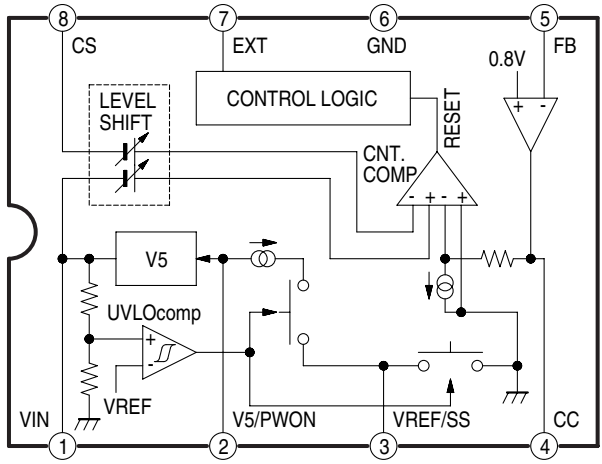 8 7 6 5
CS EXT GND FB
0.8V
+ -
LEVEL
SHIFT
CONTROL LOGIC
RESET
CNT.
COMP
- + - +
V5
UVLOcomp
+
-
VREF
VIN V5/PWON VREF/SS CC
1 2 3 4